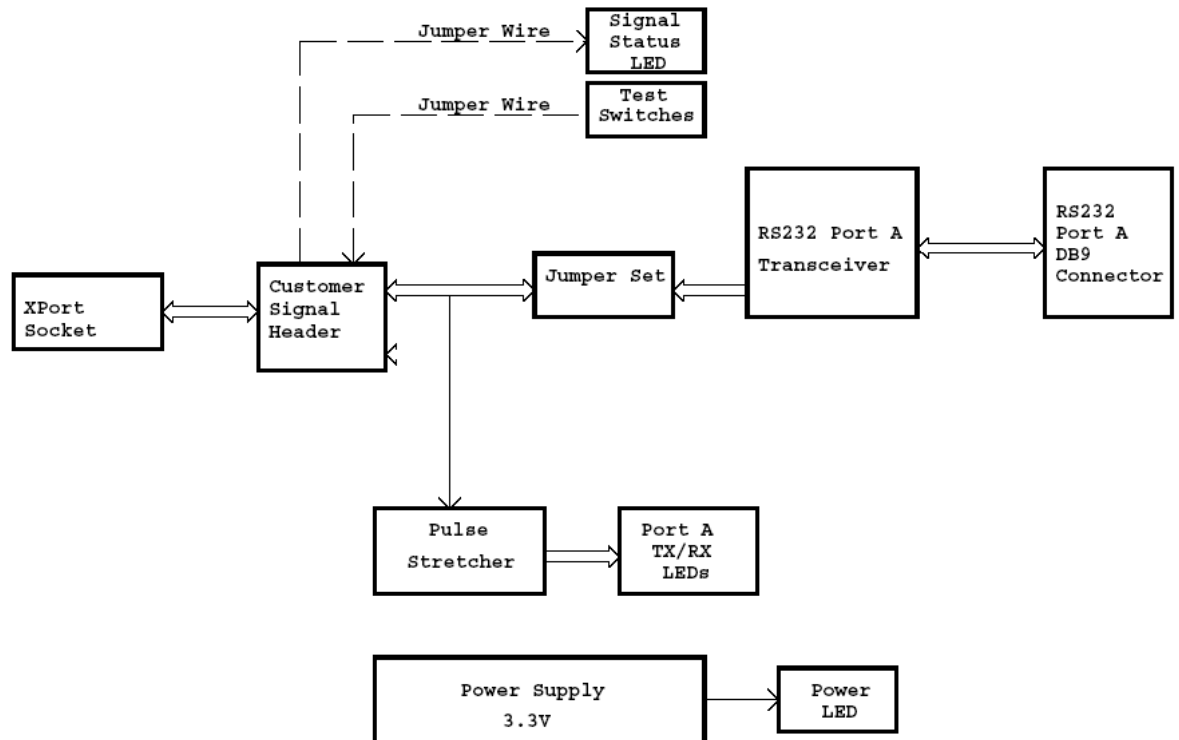 Jumper Wire
Signal
Status
LED
Jumper Wire
Test
Switches
XPort
Socket
Customer
Signal
Header
Jumper Set
RS232 Port A
Transceiver
RS232
Port A
DB9
Connector
Pulse
Stretcher
Port A
TX/RX
LEDs
Power Supply
3.3V
Power
LED